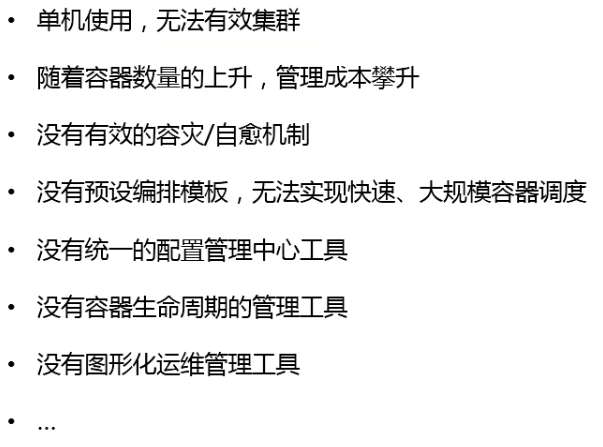 • 单机使用，无法有效集群
• 随着容器数量的上升，管理成本攀升
• 没有有效的容灾/自愈机制
• 没有预设编排模板，无法实现快速、大规模容器调度
• 没有统一的配置管理中心工具
• 没有容器生命周期的管理工具
• 没有图形化运维管理工具
• ...